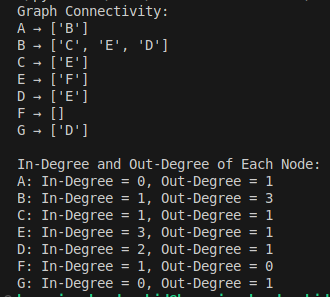 Graph Connectivity:
A → ['B']
B → ['C', 'E', 'D']
C → ['E']
E → ['F']
D → ['E']
F → []
G → ['D']

In-Degree and Out-Degree of Each Node:
A: In-Degree = 0, Out-Degree = 1
B: In-Degree = 1, Out-Degree = 3
C: In-Degree = 1, Out-Degree = 1
E: In-Degree = 3, Out-Degree = 1
D: In-Degree = 2, Out-Degree = 1
F: In-Degree = 1, Out-Degree = 0
G: In-Degree = 0, Out-Degree = 1